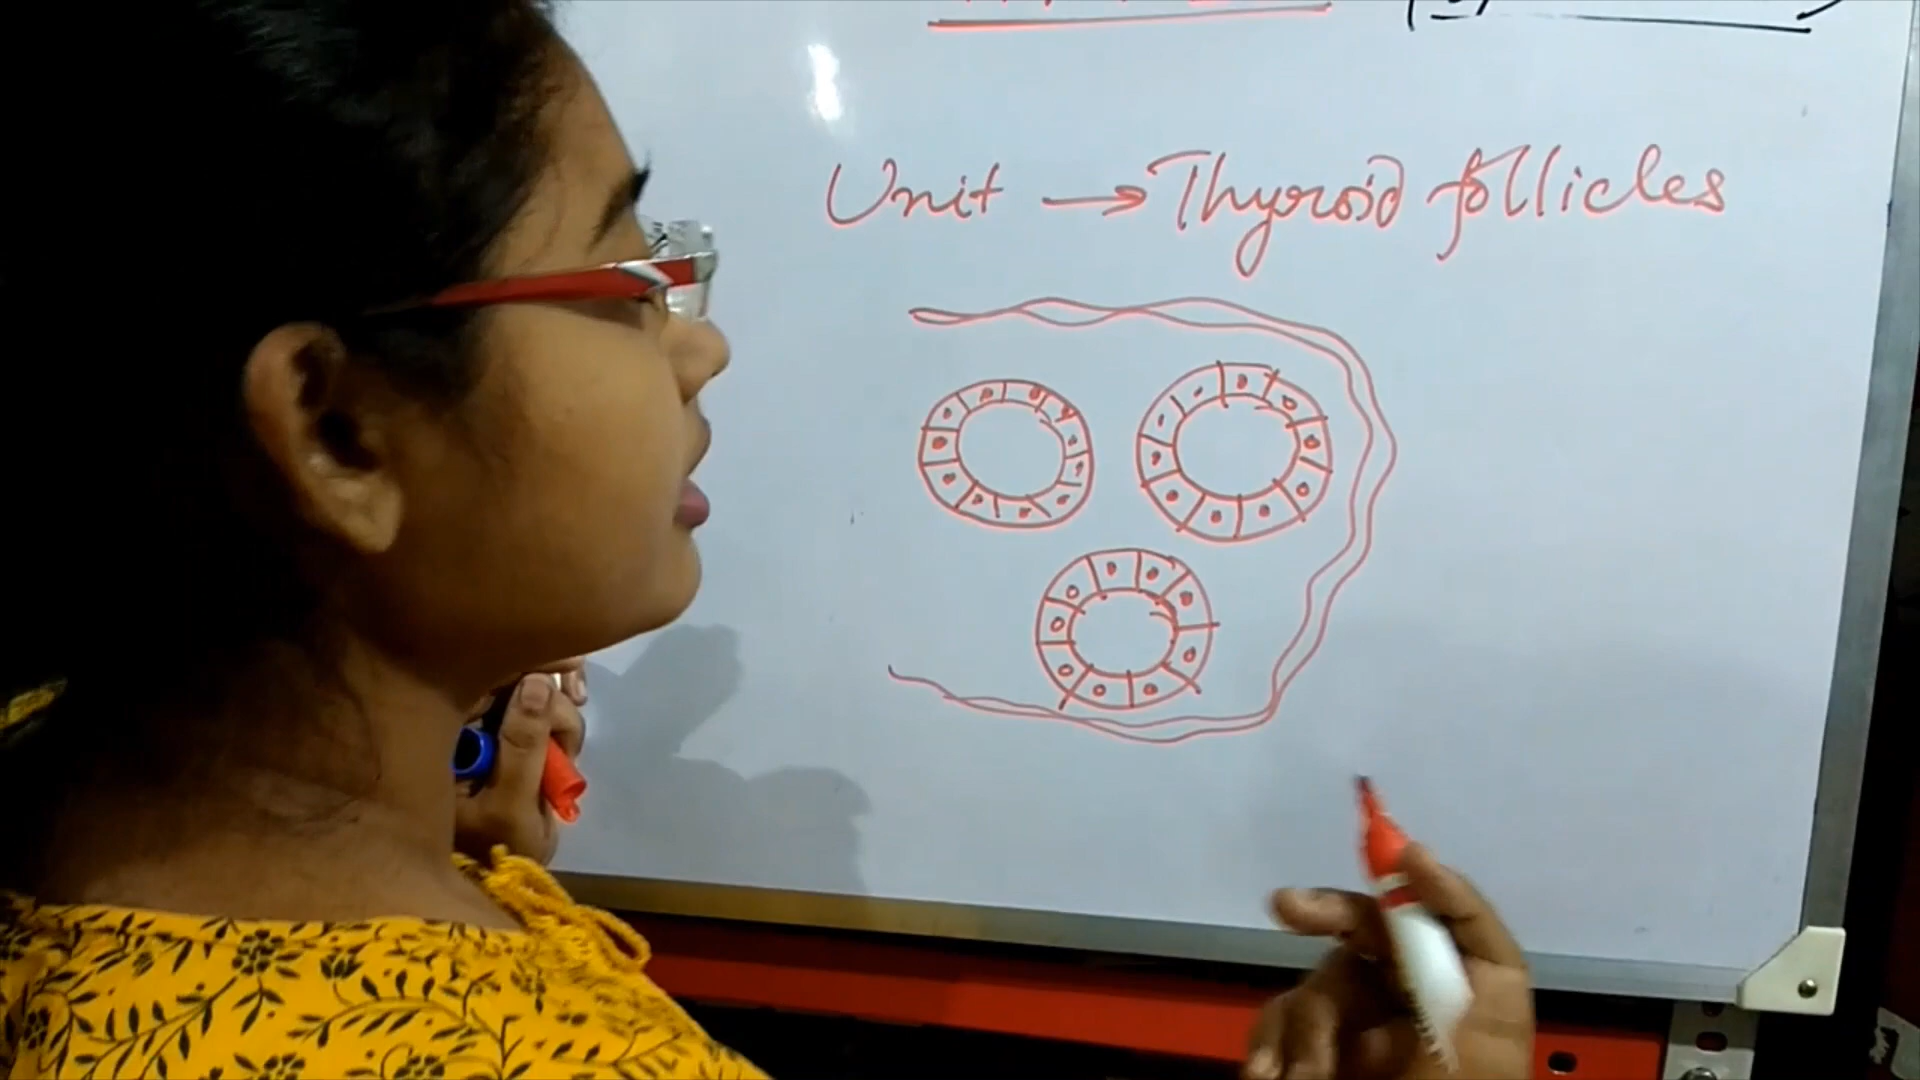 Unit → Thyroid follicles